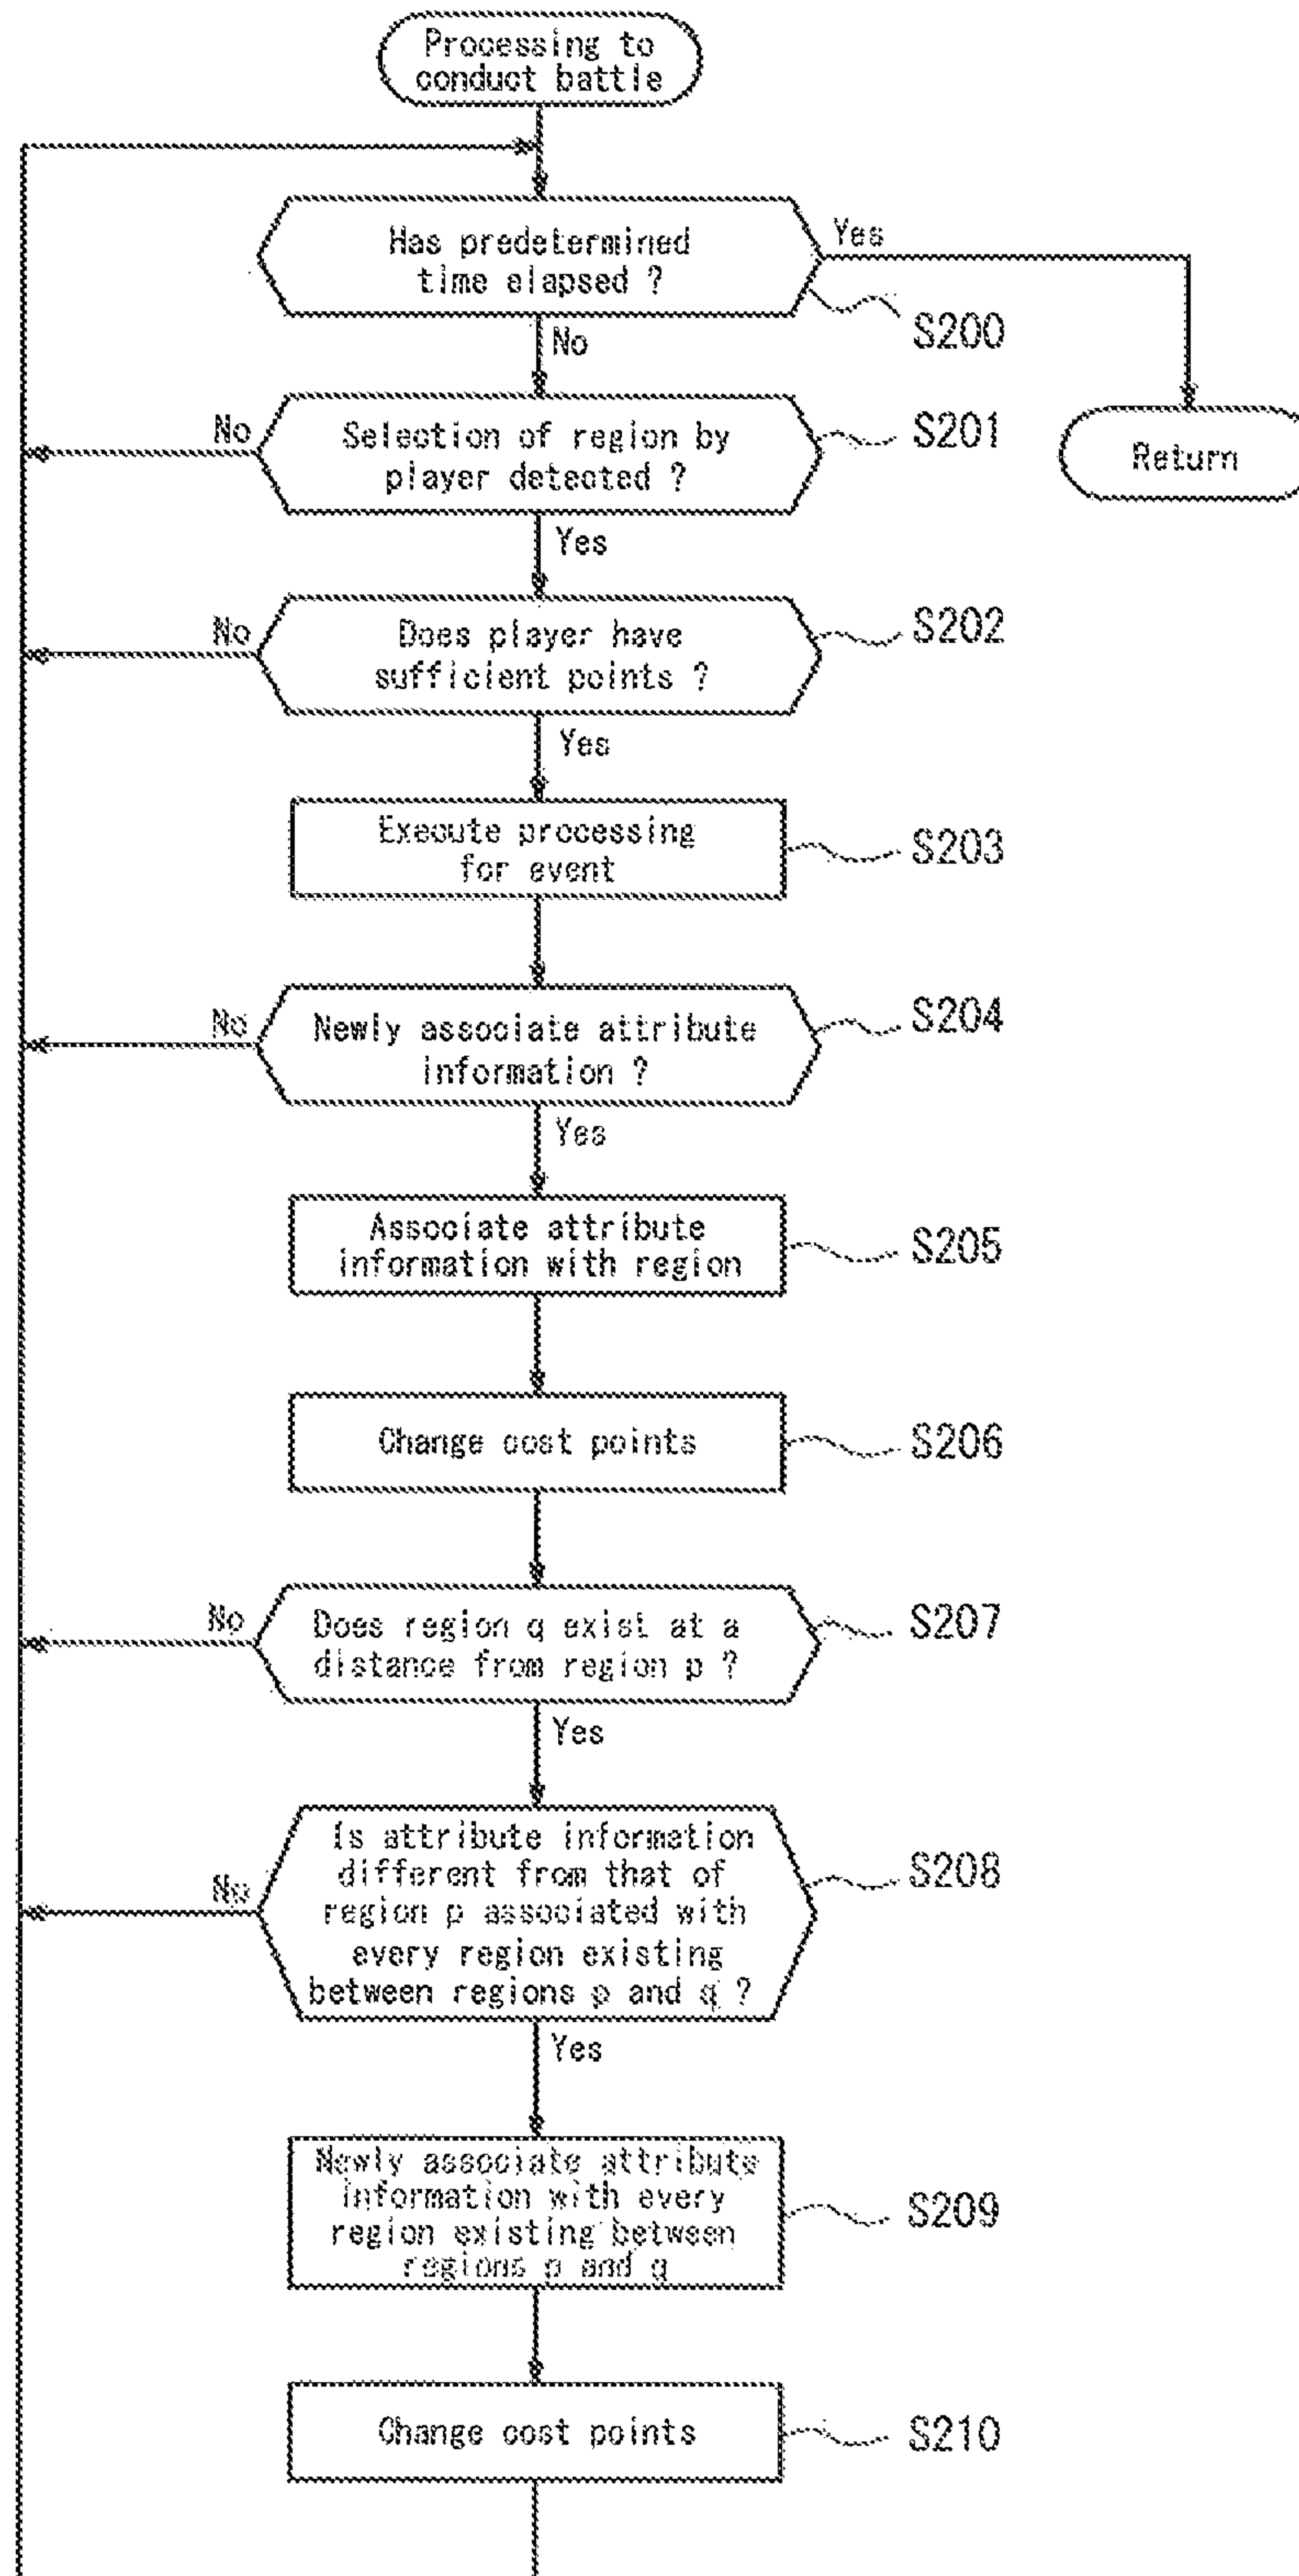 Processing to
conduct battle
Has predetermined
time elapsed ?
Yes
S200
No
Selection of region by
player detected ?
No
S201
Return
Yes
Does player have
sufficient points ?
No
S202
Yes
Execute processing
for event
S203
Newly associate attribute
information ?
No
S204
Yes
Associate attribute
information with region
S205
Change cost points
S206
Does region q exist at a
distance from region p ?
No
S207
Yes
Is attribute information
different from that of
region p associated with
every region existing
between regions p and q ?
No
S208
Yes
Newly associate attribute
information with every
region existing between
regions p and q
S209
Change cost points
S210